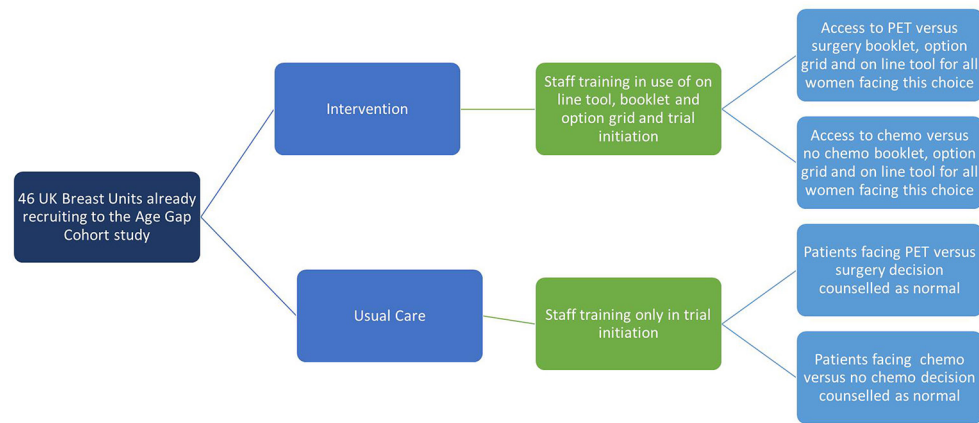 46 UK Breast Units already
recruiting to the Age Gap
Cohort study
Intervention
Staff training in use of on
line tool, booklet and
option grid and trial
initiation
Access to PET versus
surgery booklet, option
grid and on line tool for all
women facing this choice
Access to chemo versus
no chemo booklet, option
grid and on line tool for all
women facing this choice
Usual Care
Staff training only in trial
initiation
Patients facing PET versus
surgery decision
counselled as normal
Patients facing chemo
versus no chemo decision
counselled as normal